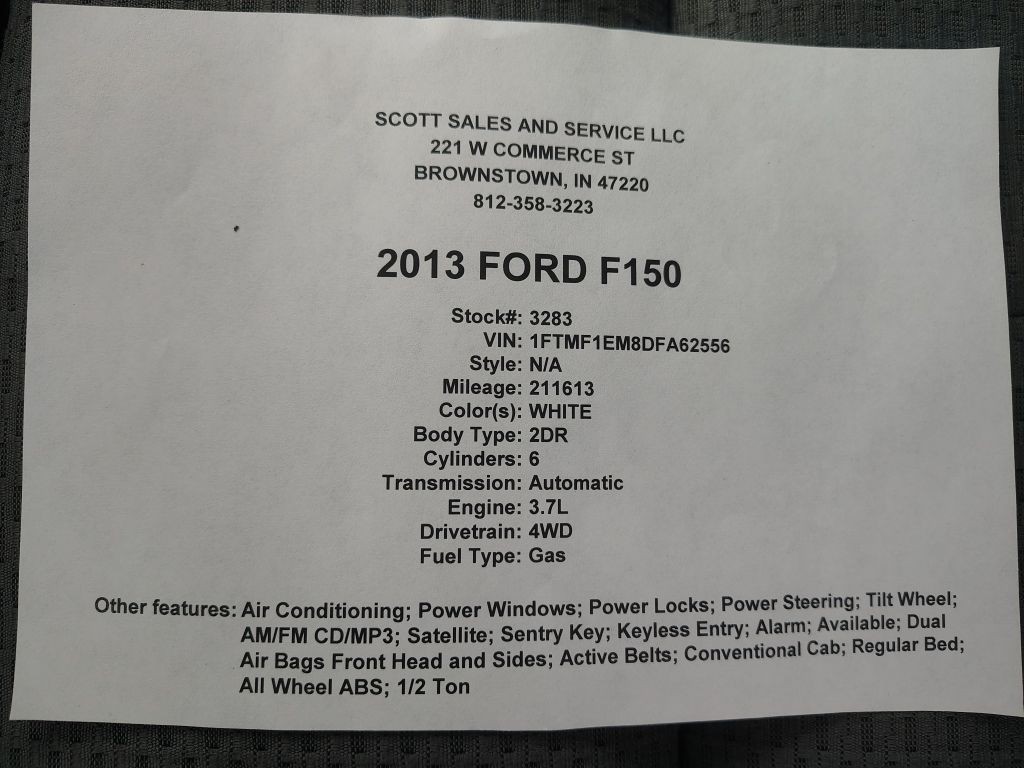 SCOTT SALES AND SERVICE LLC
221 W COMMERCE ST
BROWNSTOWN, IN 47220
812-358-3223
2013 FORD F150
Stock#: 3283
VIN: 1FTMF1EM8DFA62556
Style: N/A
Mileage: 211613
Color(s): WHITE
Body Type: 2DR
Cylinders: 6
Transmission: Automatic
Engine: 3.7L
Drivetrain: 4WD
Fuel Type: Gas
Other features: Air Conditioning; Power Windows; Power Locks; Power Steering; Tilt Wheel;
AM/FM CD/MP3; Satellite; Sentry Key; Keyless Entry; Alarm; Available; Dual
Air Bags Front Head and Sides; Active Belts; Conventional Cab; Regular Bed;
All Wheel ABS; 1/2 Ton